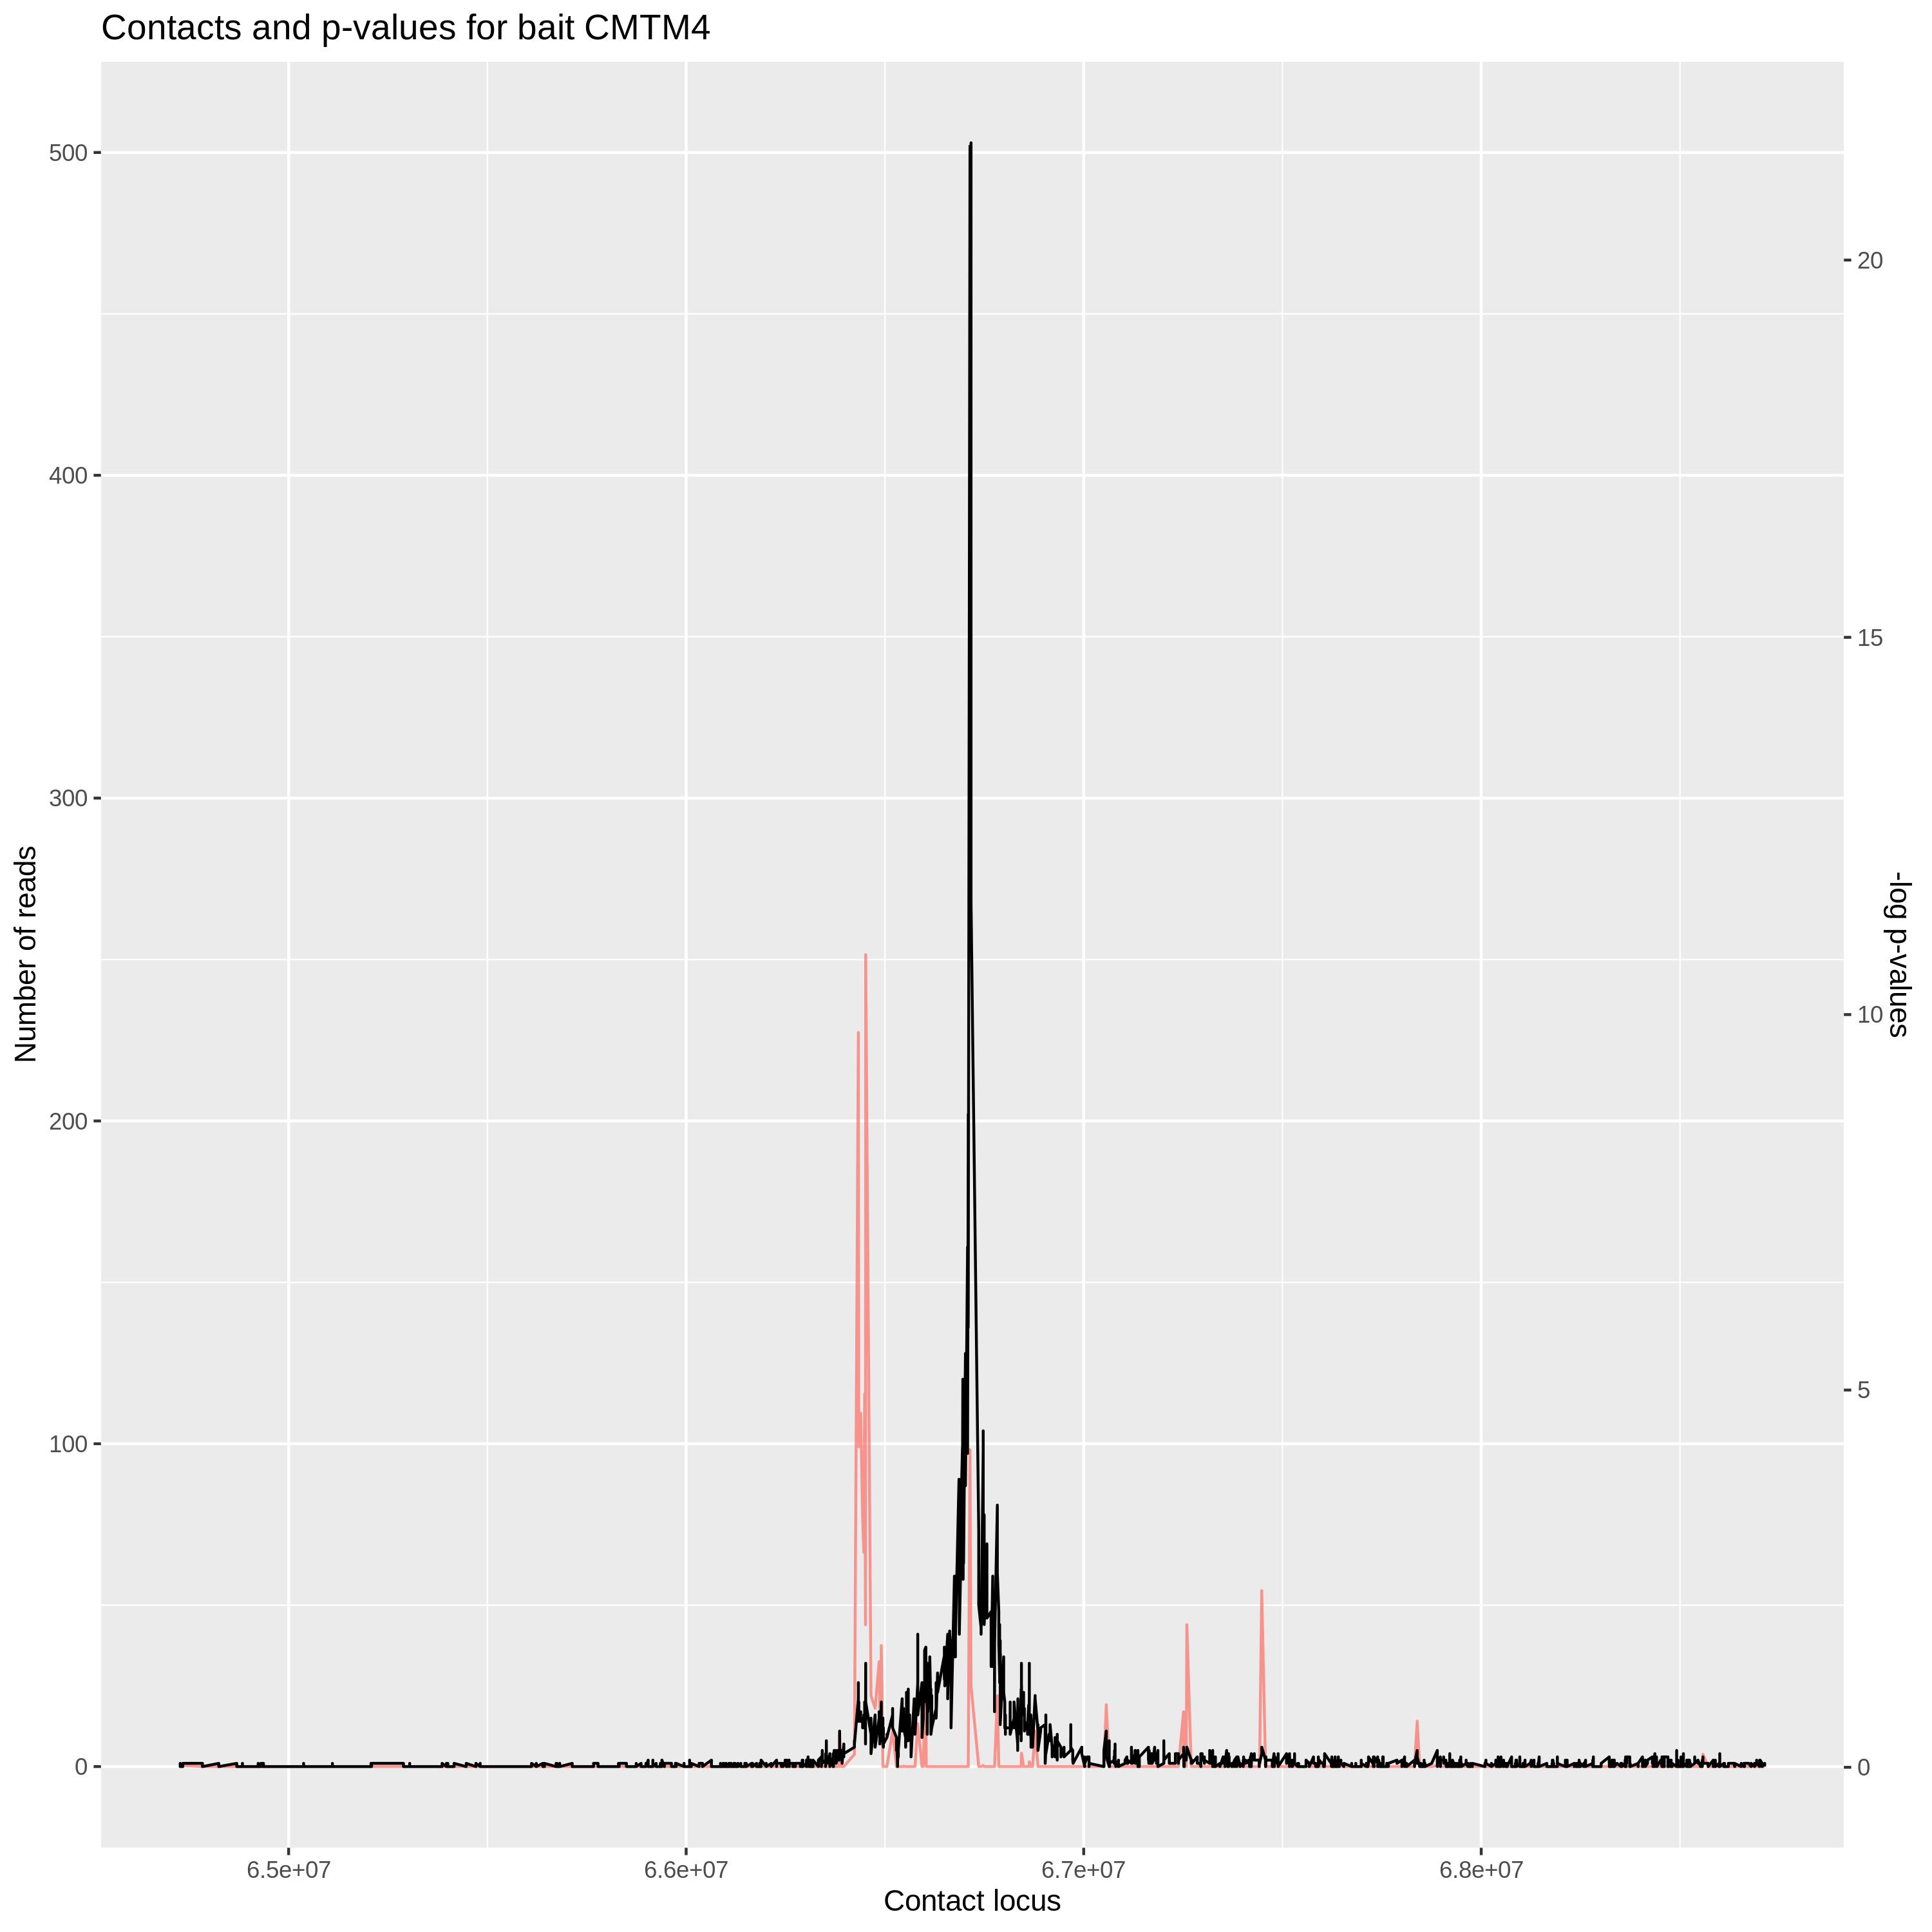 Contacts and p-values for bait CMTM4
500
400
300
200
100
0
Number of reads
20
15
10
5
0
-log p-values
6.5e+07
6.6e+07
6.7e+07
6.8e+07
Contact locus